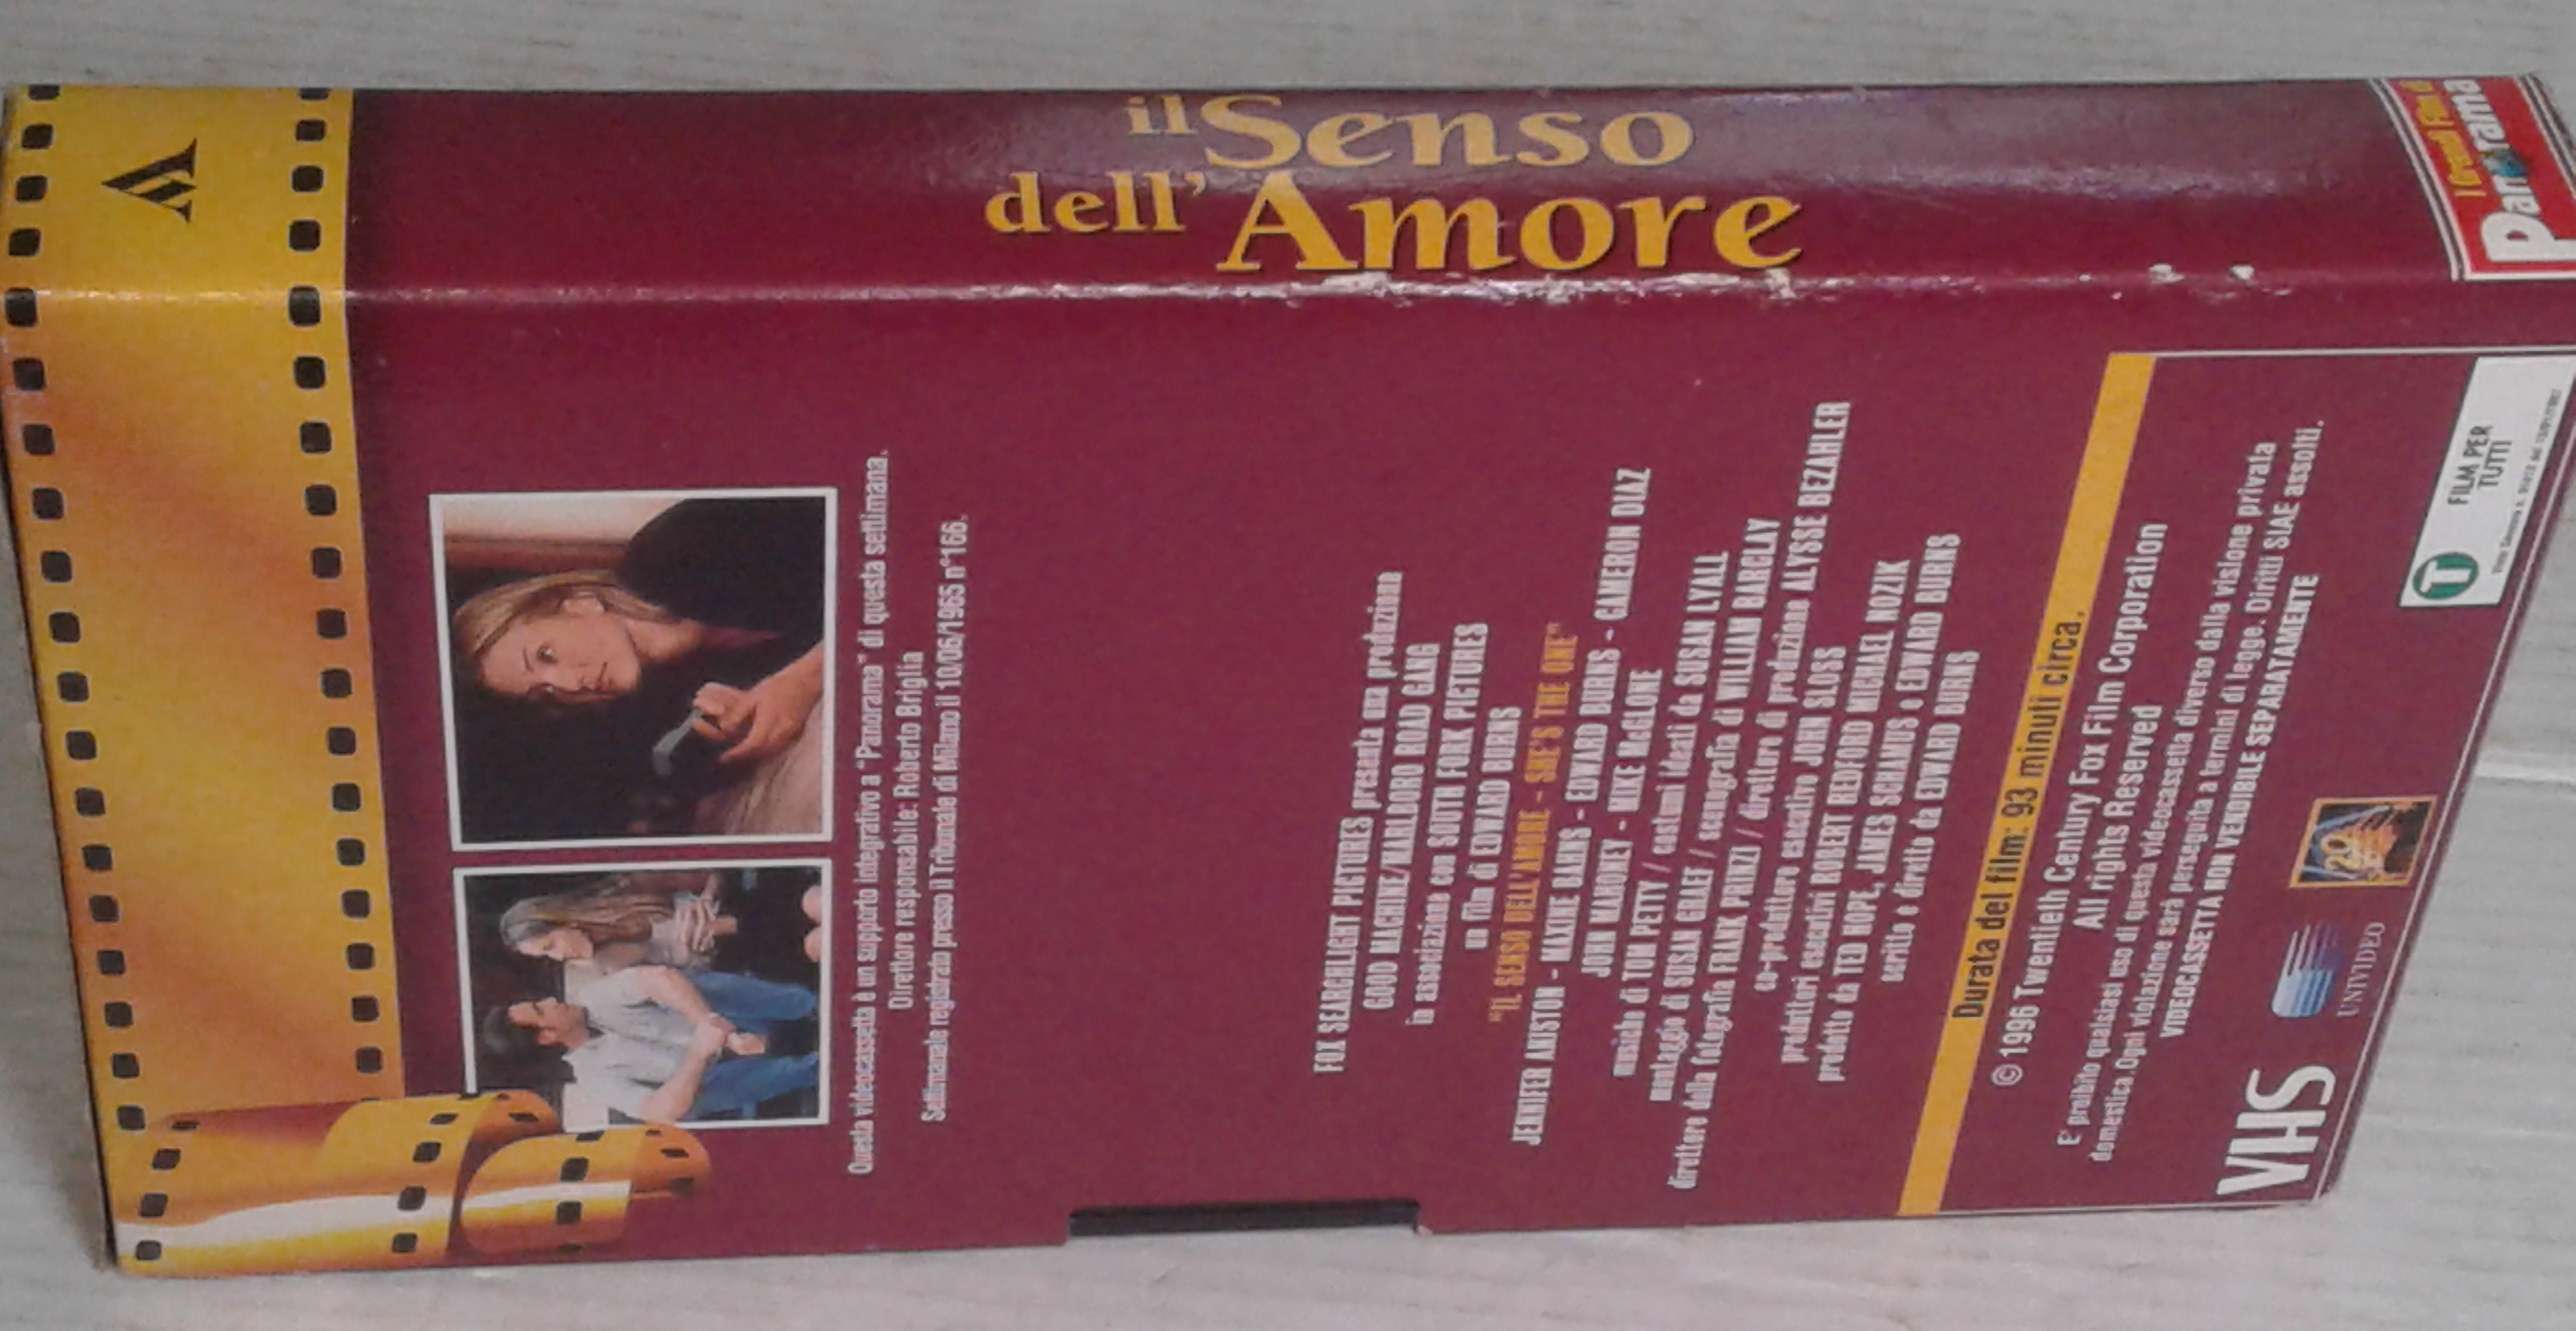 il Senso
dell'Amore
I Grandi Film di
Panorama
Questa videocassetta è un supporto integrativo a "Panorama" di questa settimana.
Direttore responsabile: Roberto Briglia
Settimanale registrato presso il Tribunale di Milano il 10/06/1965 n°166.
FOX SEARCHLIGHT PICTURES presenta una produzione
GOOD MACHINE/MARLBORO ROAD GANG
in associazione con SOUTH FORK PICTURES
un film di EDWARD BURNS
"IL SENSO DELL'AMORE - SHE'S THE ONE"
JENNIFER ANISTON - MAXINE BAHNS - EDWARD BURNS - CAMERON DIAZ
JOHN MAHONEY - MIKE McGLONE
musiche di TOM PETTY / costumi ideati da SUSAN LYALL
montaggio di SUSAN GRAEF / scenografia di WILLIAM BARCLAY
direttore della fotografia FRANK PRINZI / direttore di produzione ALYSSE BEZAHLER
co-produttore esecutivo JOHN SLOSS
produttori esecutivi ROBERT REDFORD MICHAEL NOZIK
prodotto da TED HOPE, JAMES SCHAMUS e EDWARD BURNS
scritto e diretto da EDWARD BURNS
Durata del film: 93 minuti circa.
© 1996 Twentieth Century Fox Film Corporation
All rights Reserved
E' proibito qualsiasi uso di questa videocassetta diverso dalla visione privata
domestica. Ogni violazione sarà perseguita a termini di legge. Diritti SIAE assolti.
VIDEOCASSETTA NON VENDIBILE SEPARATAMENTE
VHS
UNIVIDEO
20
T
FILM PER
TUTTI